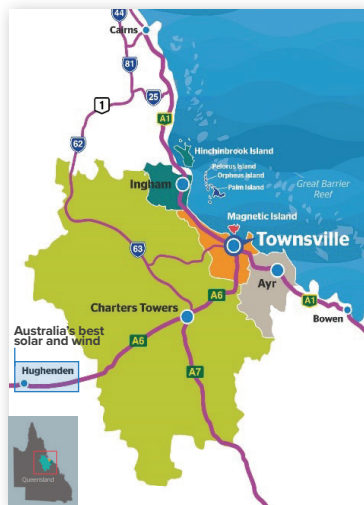 44
Cairns
81
25
1
A1
62
Hinchinbrook Island
Pelorus Island
Orpheus Island
Palm Island
Ingham
Great Barrier
Reef
Magnetic Island
Townsville
63
Ayr
A6
A1
Charters Towers
Bowen
Australia's best
solar and wind
A6
Hughenden
A7
Queensland